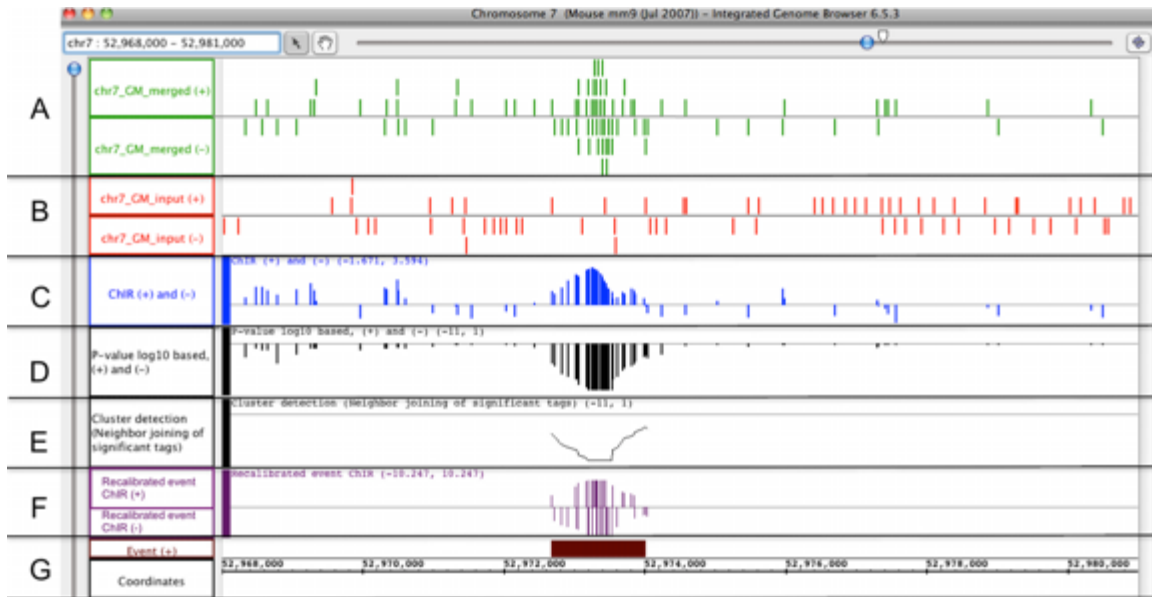 Chromosome 7 (Mouse mm9 (Jul 2007)) - Integrated Genome Browser 6.5.3
chr7 : 52,968,000 - 52,981,000
A
chr7_GM_merged (+)
chr7_GM_merged (-)
B
chr7_GM_input (+)
chr7_GM_input (-)
C
ChIR (+) and (-)
ChIR (+) and (-) (-1.671, 3.594)
D
P-value log10 based,
(+) and (-)
P-value log10 based, (+) and (-) (-11, 1)
E
Cluster detection
(Neighbor joining of
significant tags)
Cluster detection (Neighbor joining of significant tags) (-11, 1)
F
Recalibrated event
ChIR (+)
Recalibrated event
ChIR (-)
Recalibrated event ChIR (-10.247, 10.247)
G
Event (+)
Coordinates
52,968,000 52,970,000 52,972,000 52,974,000 52,976,000 52,978,000 52,980,000